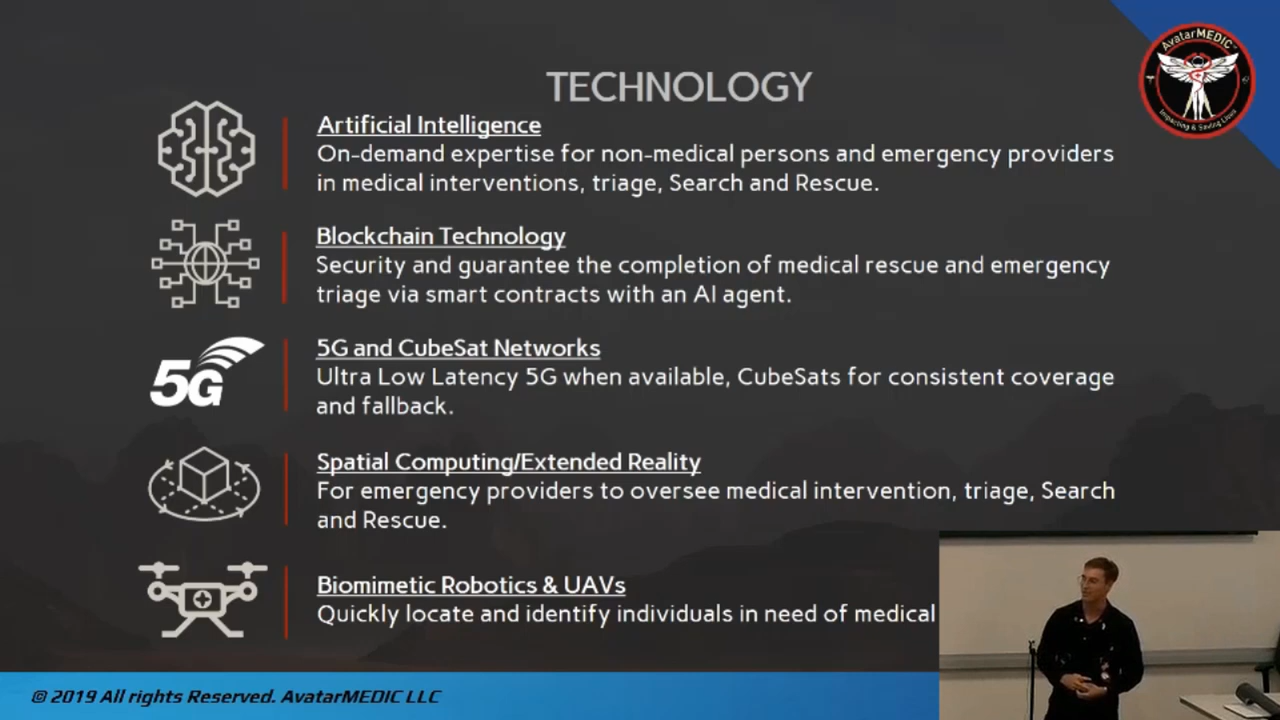 TECHNOLOGY
AvatarMEDIC
Impacting & Saving Lives
Artificial Intelligence
On-demand expertise for non-medical persons and emergency providers
in medical interventions, triage, Search and Rescue.
Blockchain Technology
Security and guarantee the completion of medical rescue and emergency
triage via smart contracts with an AI agent.
5G
5G and CubeSat Networks
Ultra Low Latency 5G when available, CubeSats for consistent coverage
and fallback.
Spatial Computing/Extended Reality
For emergency providers to oversee medical intervention, triage, Search
and Rescue.
Biomimetic Robotics & UAVs
Quickly locate and identify individuals in need of medical
© 2019 All rights Reserved. AvatarMEDIC LLC